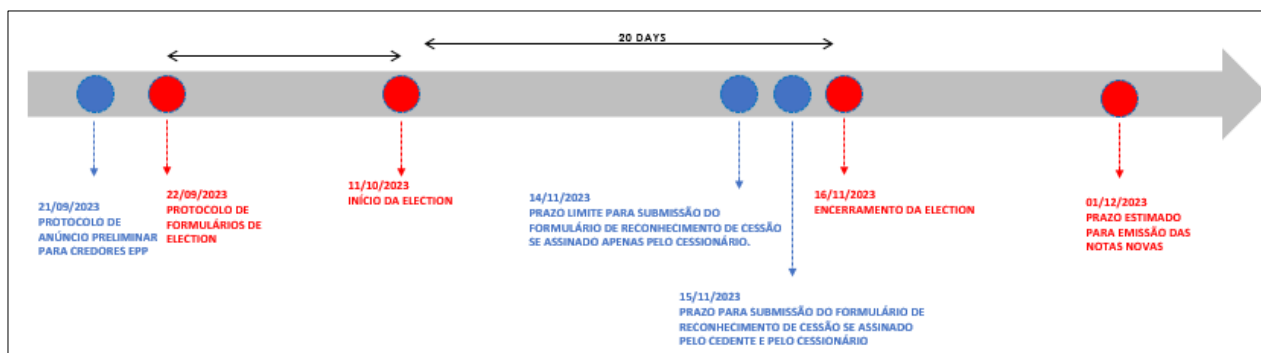 20 DAYS
21/09/2023
PROTOCOLO DE
ANÚNCIO PRELIMINAR
PARA CREDORES EPP
22/09/2023
PROTOCOLO DE
FORMULÁRIOS DE
ELECTION
11/10/2023
INÍCIO DA ELECTION
14/11/2023
PRAZO LIMITE PARA SUBMISSÃO DO
FORMULÁRIO DE RECONHECIMENTO DE CESSÃO
SE ASSINADO APENAS PELO CESSIONÁRIO.
15/11/2023
PRAZO PARA SUBMISSÃO DO FORMULÁRIO DE
RECONHECIMENTO DE CESSÃO SE ASSINADO
PELO CEDENTE E PELO CESSIONÁRIO
16/11/2023
ENCERRAMENTO DA ELECTION
01/12/2023
PRAZO ESTIMADO
PARA EMISSÃO DAS
NOTAS NOVAS